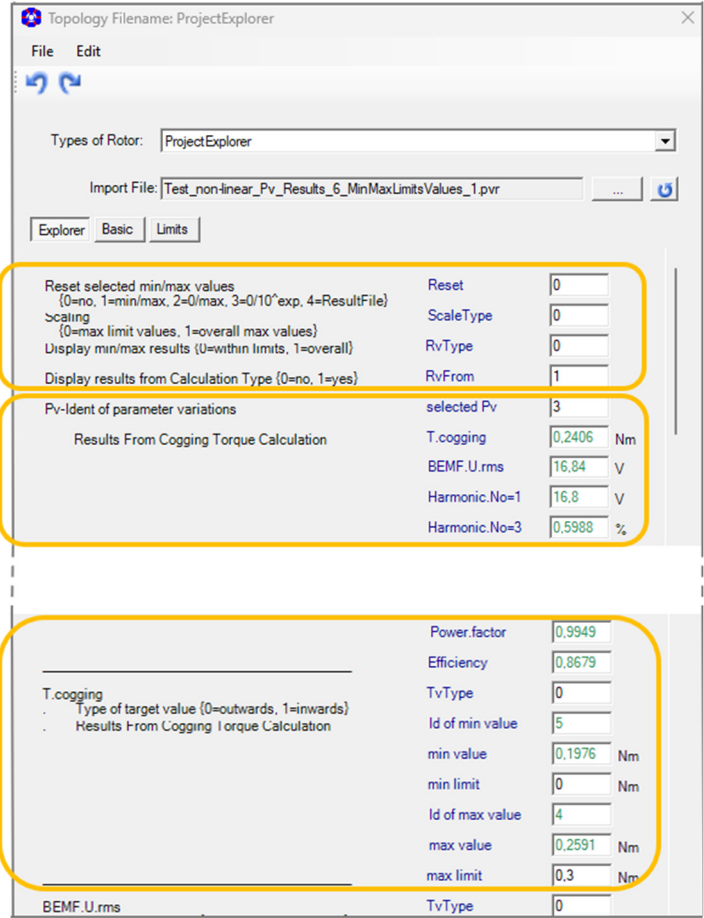 Topology Filename: ProjectExplorer
File Edit
Types of Rotor: ProjectExplorer
Import File: Test_non-linear_Pv_Results_6_MinMaxLimitsValues_1.pvr ...
Explorer Basic Limits
Reset selected min/max values Reset 0
{0=no, 1=min/max, 2=0/max, 3=0/10^exp, 4=ResultFile}
Scaling ScaleType 0
{0=max limit values, 1=overall max values}
Display min/max results {0=within limits, 1=overall} RvType 0
Display results from Calculation Type {0=no, 1=yes} RvFrom 1
Pv-Ident of parameter variations selected Pv 3
Results From Cogging Torque Calculation T.cogging 0,2406 Nm
BEMF.U.rms 16,84 V
Harmonic.No=1 16,8 V
Harmonic.No=3 0,5988 %
Power.factor 0,9949
Efficiency 0,8679
T.cogging TvType 0
. Type of target value {0=outwards, 1=inwards}
. Results From Cogging Torque Calculation Id of min value 5
min value 0,1976 Nm
min limit 0 Nm
Id of max value 4
max value 0,2591 Nm
max limit 0,3 Nm
BEMF.U.rms TvType 0